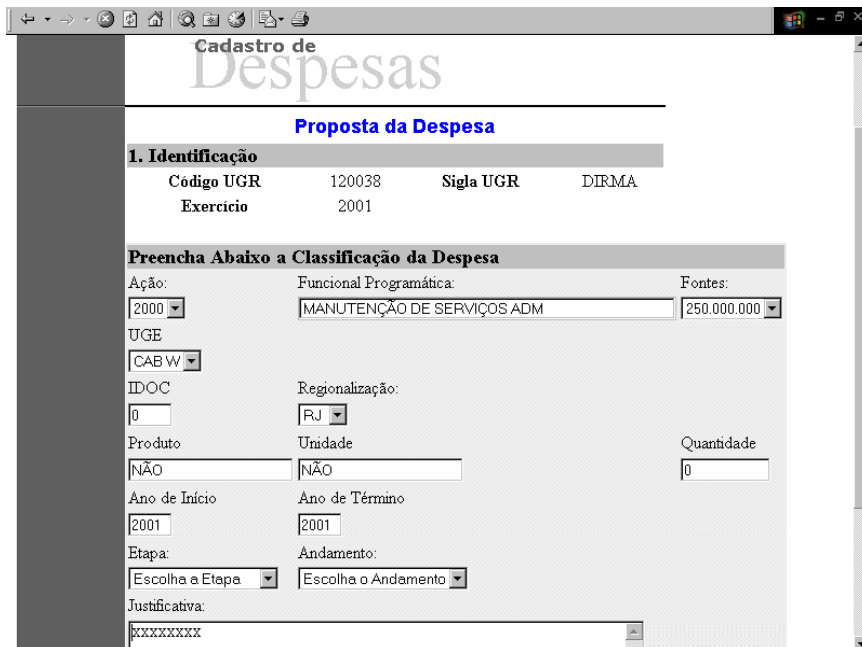 Cadastro de
Despesas
Proposta da Despesa
1. Identificação
Código UGR 120038 Sigla UGR DIRMA
Exercício 2001
Preencha Abaixo a Classificação da Despesa
Ação: Funcional Programática: Fontes:
2000 MANUTENÇÃO DE SERVIÇOS ADM 250.000.000
UGE
CAB W
IDOC Regionalização:
0 RJ
Produto Unidade Quantidade
NÃO NÃO 0
Ano de Início Ano de Término
2001 2001
Etapa: Andamento:
Escolha a Etapa Escolha o Andamento
Justificativa:
xxxxxxxx